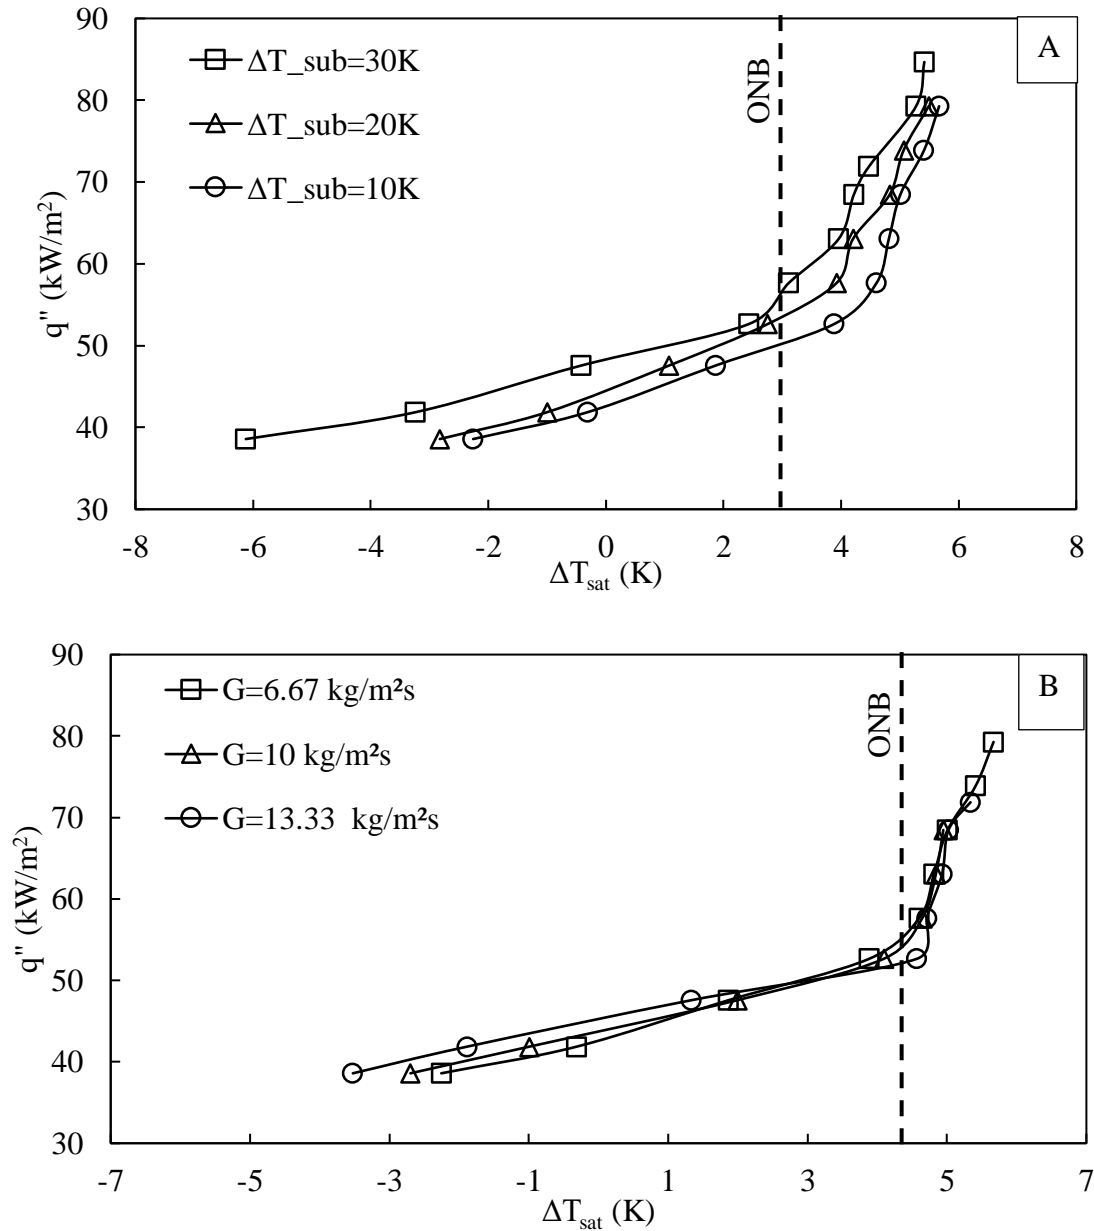 A
ΔT_sub=30K
ΔT_sub=20K
ΔT_sub=10K
ONB
q" (kW/m²)
90
80
70
60
50
40
30
-8 -6 -4 -2 0 2 4 6 8
ΔTsat (K)
B
G=6.67 kg/m²s
G=10 kg/m²s
G=13.33 kg/m²s
ONB
q" (kW/m²)
90
80
70
60
50
40
30
-7 -5 -3 -1 1 3 5 7
ΔTsat (K)